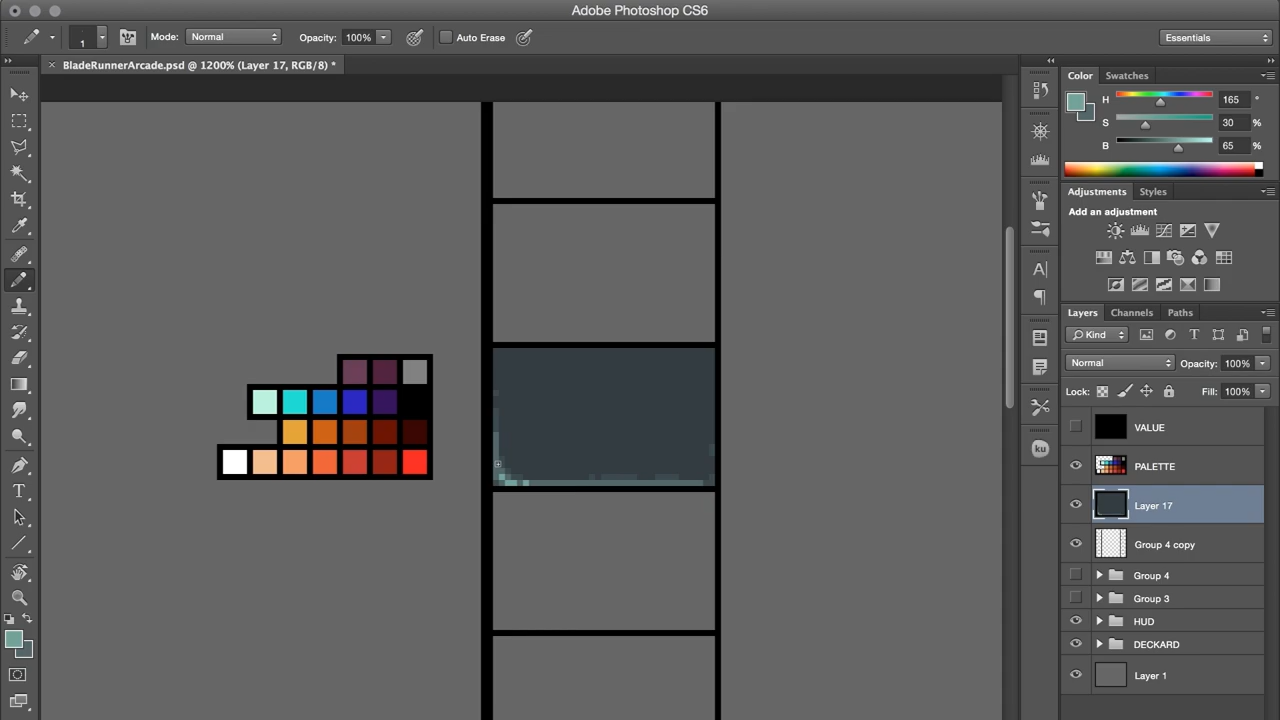 Adobe Photoshop CS6
1
Mode: Normal
Opacity: 100%
Auto Erase
Essentials
× BladeRunnerArcade.psd @ 1200% (Layer 17, RGB/8) *
Color
Swatches
H 165 °
S 30 %
B 65 %
Adjustments
Styles
Add an adjustment
Layers
Channels
Paths
Kind
Normal
Opacity: 100%
Lock:
Fill: 100%
VALUE
PALETTE
Layer 17
Group 4 copy
Group 4
Group 3
HUD
DECKARD
Layer 1